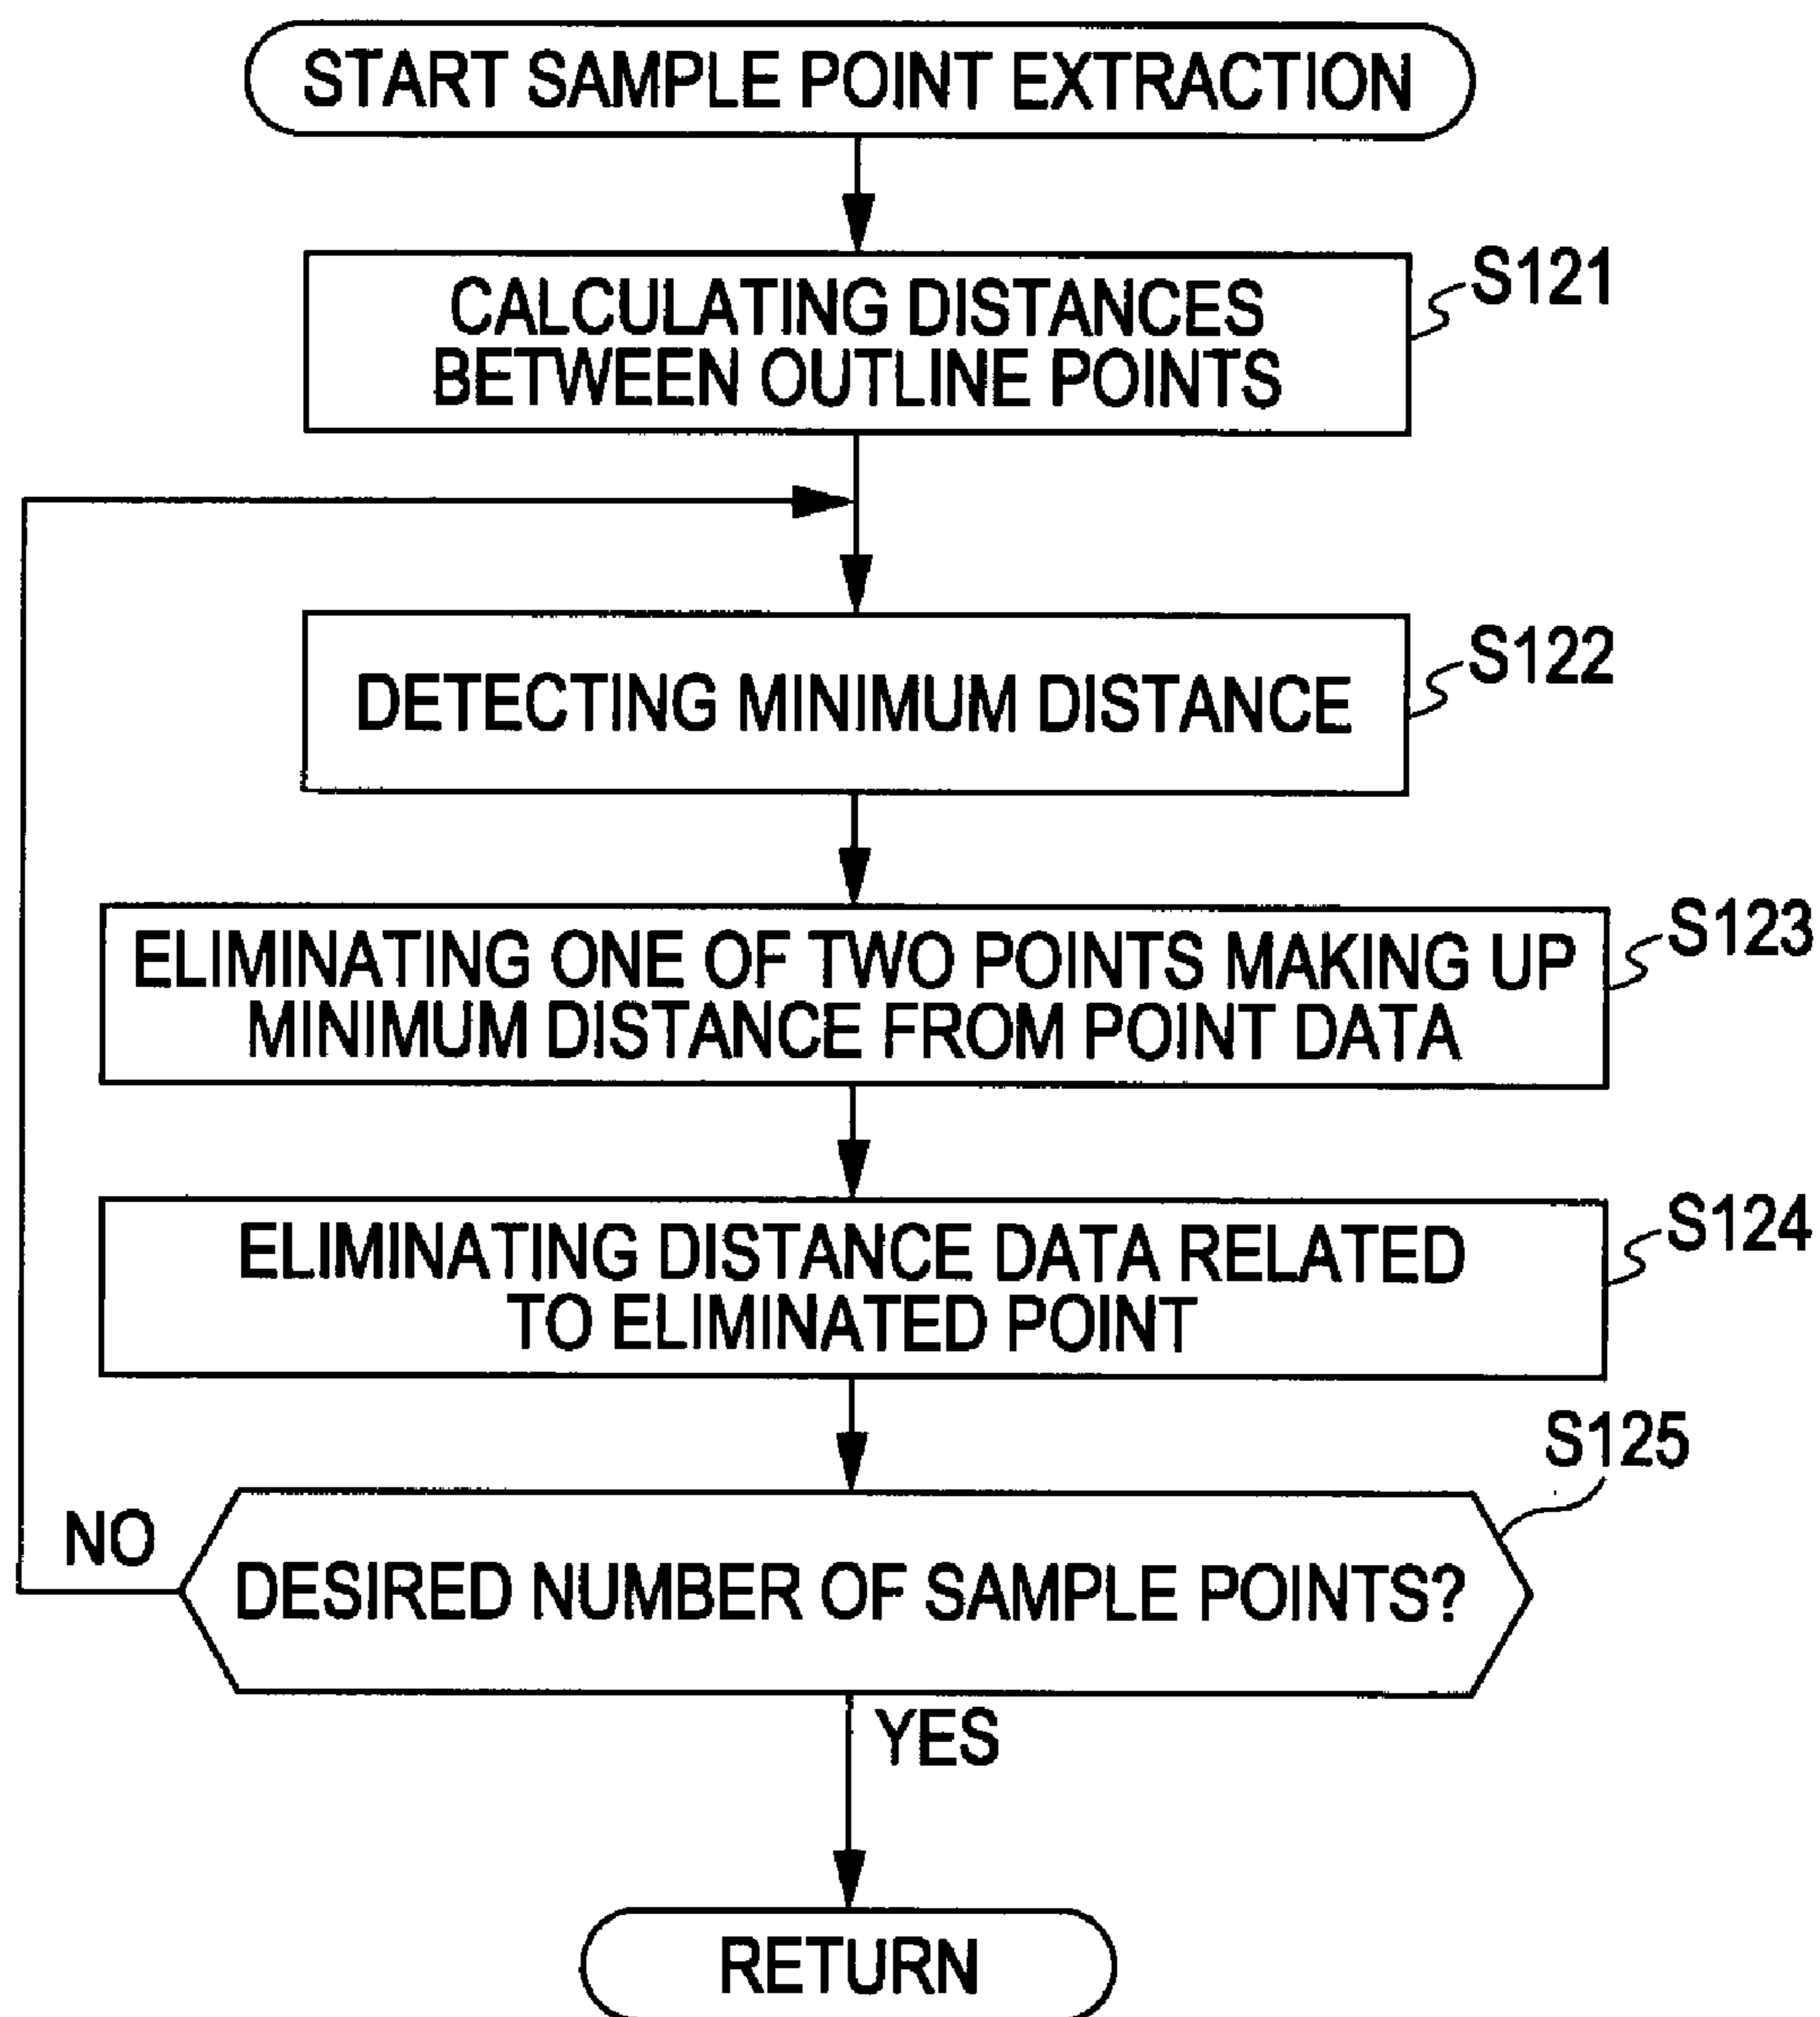 START SAMPLE POINT EXTRACTION
CALCULATING DISTANCES
BETWEEN OUTLINE POINTS
S121
DETECTING MINIMUM DISTANCE
S122
ELIMINATING ONE OF TWO POINTS MAKING UP
MINIMUM DISTANCE FROM POINT DATA
S123
ELIMINATING DISTANCE DATA RELATED
TO ELIMINATED POINT
S124
S125
NO
DESIRED NUMBER OF SAMPLE POINTS?
YES
RETURN